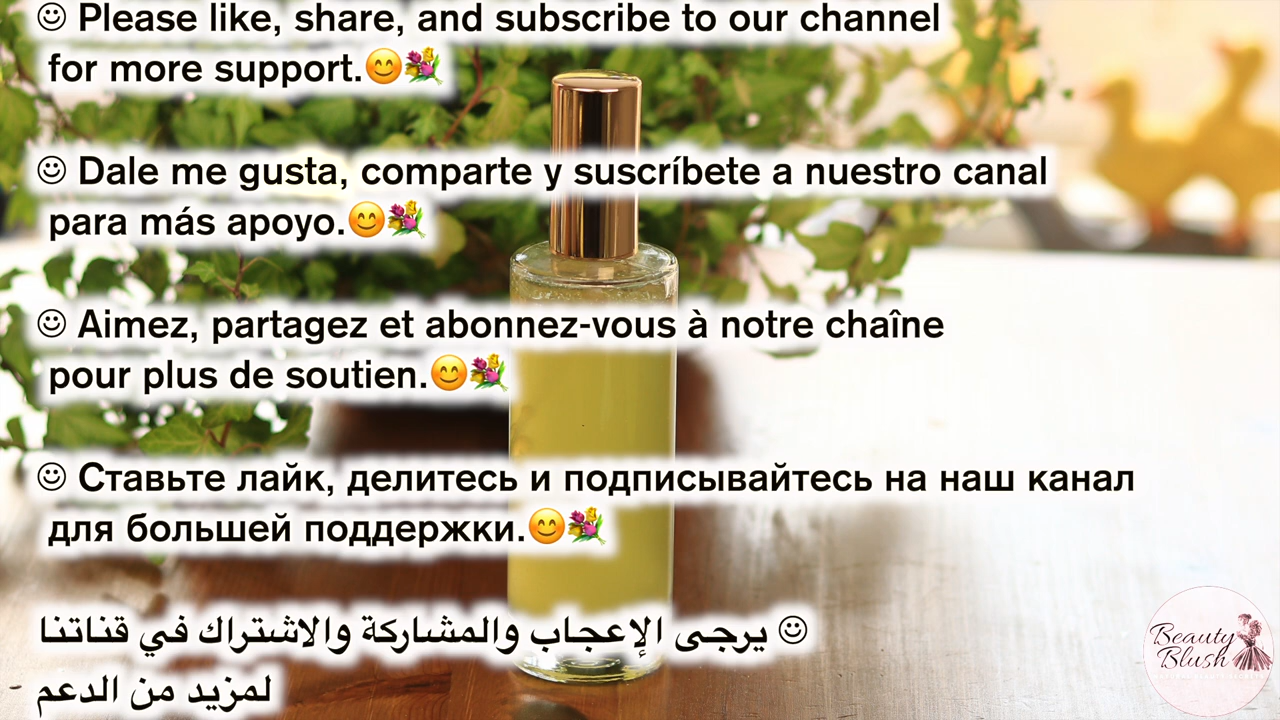 ☺ Please like, share, and subscribe to our channel
for more support.😊💐
☺ Dale me gusta, comparte y suscríbete a nuestro canal
para más apoyo.😊💐
☺ Aimez, partagez et abonnez-vous à notre chaîne
pour plus de soutien.😊💐
☺ Ставьте лайк, делитесь и подписывайтесь на наш канал
для большей поддержки.😊💐
☺ يرجى الإعجاب والمشاركة والاشتراك في قناتنا
لمزيد من الدعم
Beauty
Blush